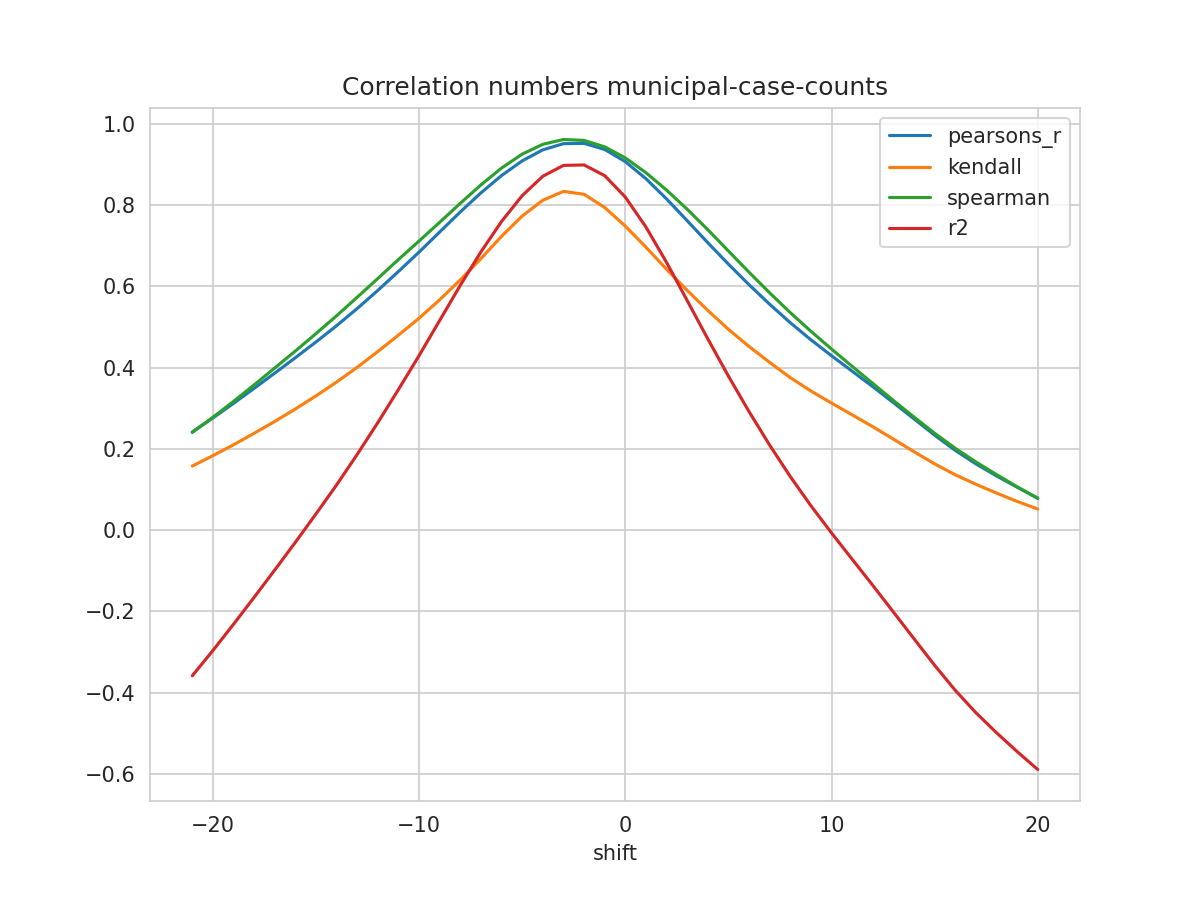 Correlation numbers municipal-case-counts
1.0
0.8
0.6
0.4
0.2
0.0
−0.2
−0.4
−0.6
pearsons_r
kendall
spearman
r2
−20 −10 0 10 20
shift